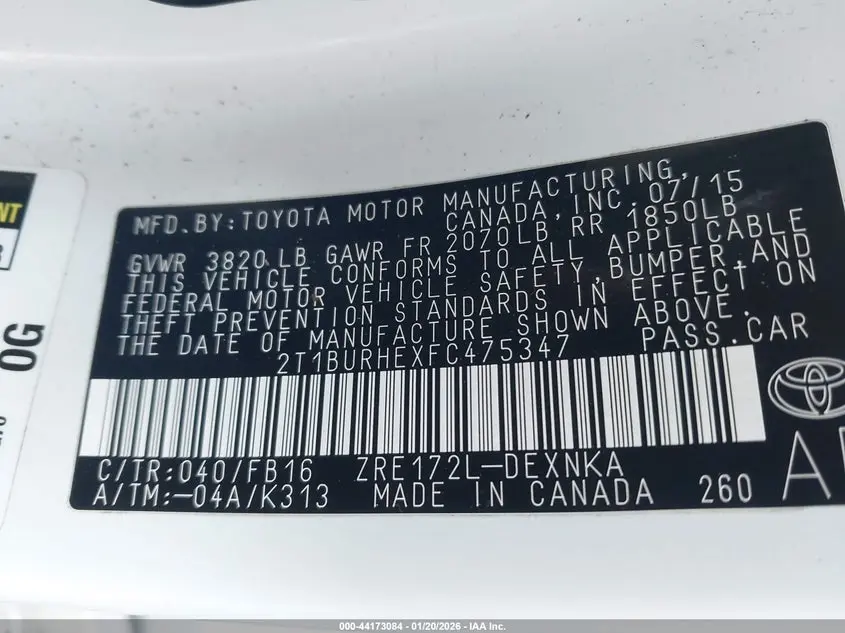 NT
R
OG
MFD.BY:TOYOTA MOTOR MANUFACTURING,
CANADA,INC.07/15
GVWR 3820 LB GAWR FR 2070LB RR 1850LB
THIS VEHICLE CONFORMS TO ALL APPLICABLE
FEDERAL MOTOR VEHICLE SAFETY,BUMPER,AND
THEFT PREVENTION STANDARDS IN EFFECT ON
THE DATE OF MANUFACTURE SHOWN ABOVE.
2T1BURHEXFC475347 PASS.CAR
C/TR:040/FB16 ZRE172L-DEXNKA
A/TM:-04A/K313 MADE IN CANADA 260
A
000-44173084 - 01/20/2026 - IAA Inc.